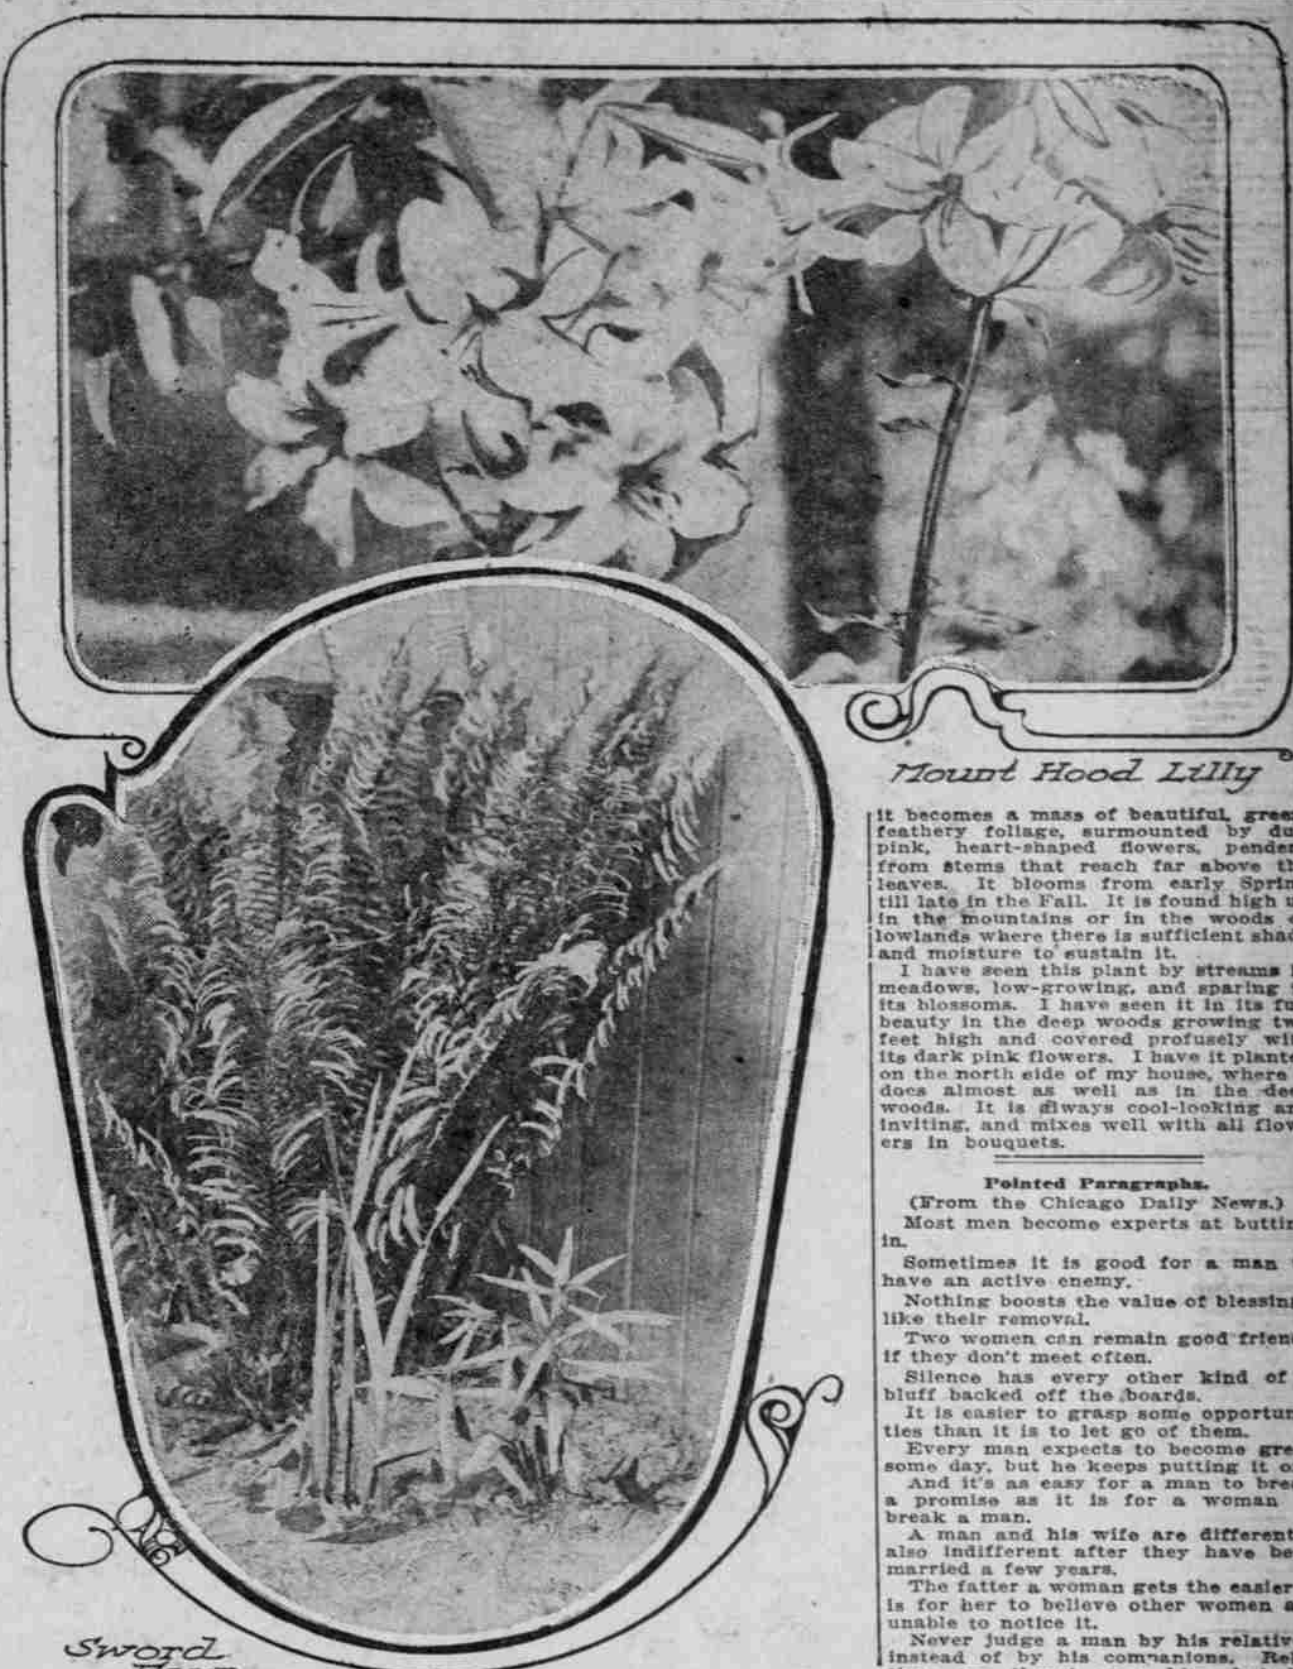 Mount Hood Lilly
it becomes a mass of beautiful, gree
feathery foliage, surmounted by du
pink, heart-shaped flowers, penden
from stems that reach far above th
leaves. It blooms from early Sprin
till late in the Fall. It is found high u
in the mountains or in the woods
lowlands where there is sufficient shad
and moisture to sustain it.
I have seen this plant by streams
meadows, low-growing, and sparing
its blossoms. I have seen it in its fu
beauty in the deep woods growing tw
feet high and covered profusely wit
its dark pink flowers. I have it plante
on the north side of my house, where
does almost as well as in the dee
woods. It is always cool-looking an
inviting, and mixes well with all flow
ers in bouquets.
Pointed Paragraphs.
(From the Chicago Daily News.)
Most men become experts at buttin
in.
Sometimes it is good for a man
have an active enemy.
Nothing boosts the value of blessin
like their removal.
Two women can remain good frien
if they don't meet often.
Silence has every other kind of
bluff backed off the boards.
It is easier to grasp some opportun
ties than it is to let go of them.
Every man expects to become gre
some day, but he keeps putting it o
And it's as easy for a man to bre
a promise as it is for a woman
break a man.
A man and his wife are different
also indifferent after they have be
married a few years.
The fatter a woman gets the easier
is for her to believe other women a
unable to notice it.
Never judge a man by his relativ
instead of by his companions. Rel
Sword